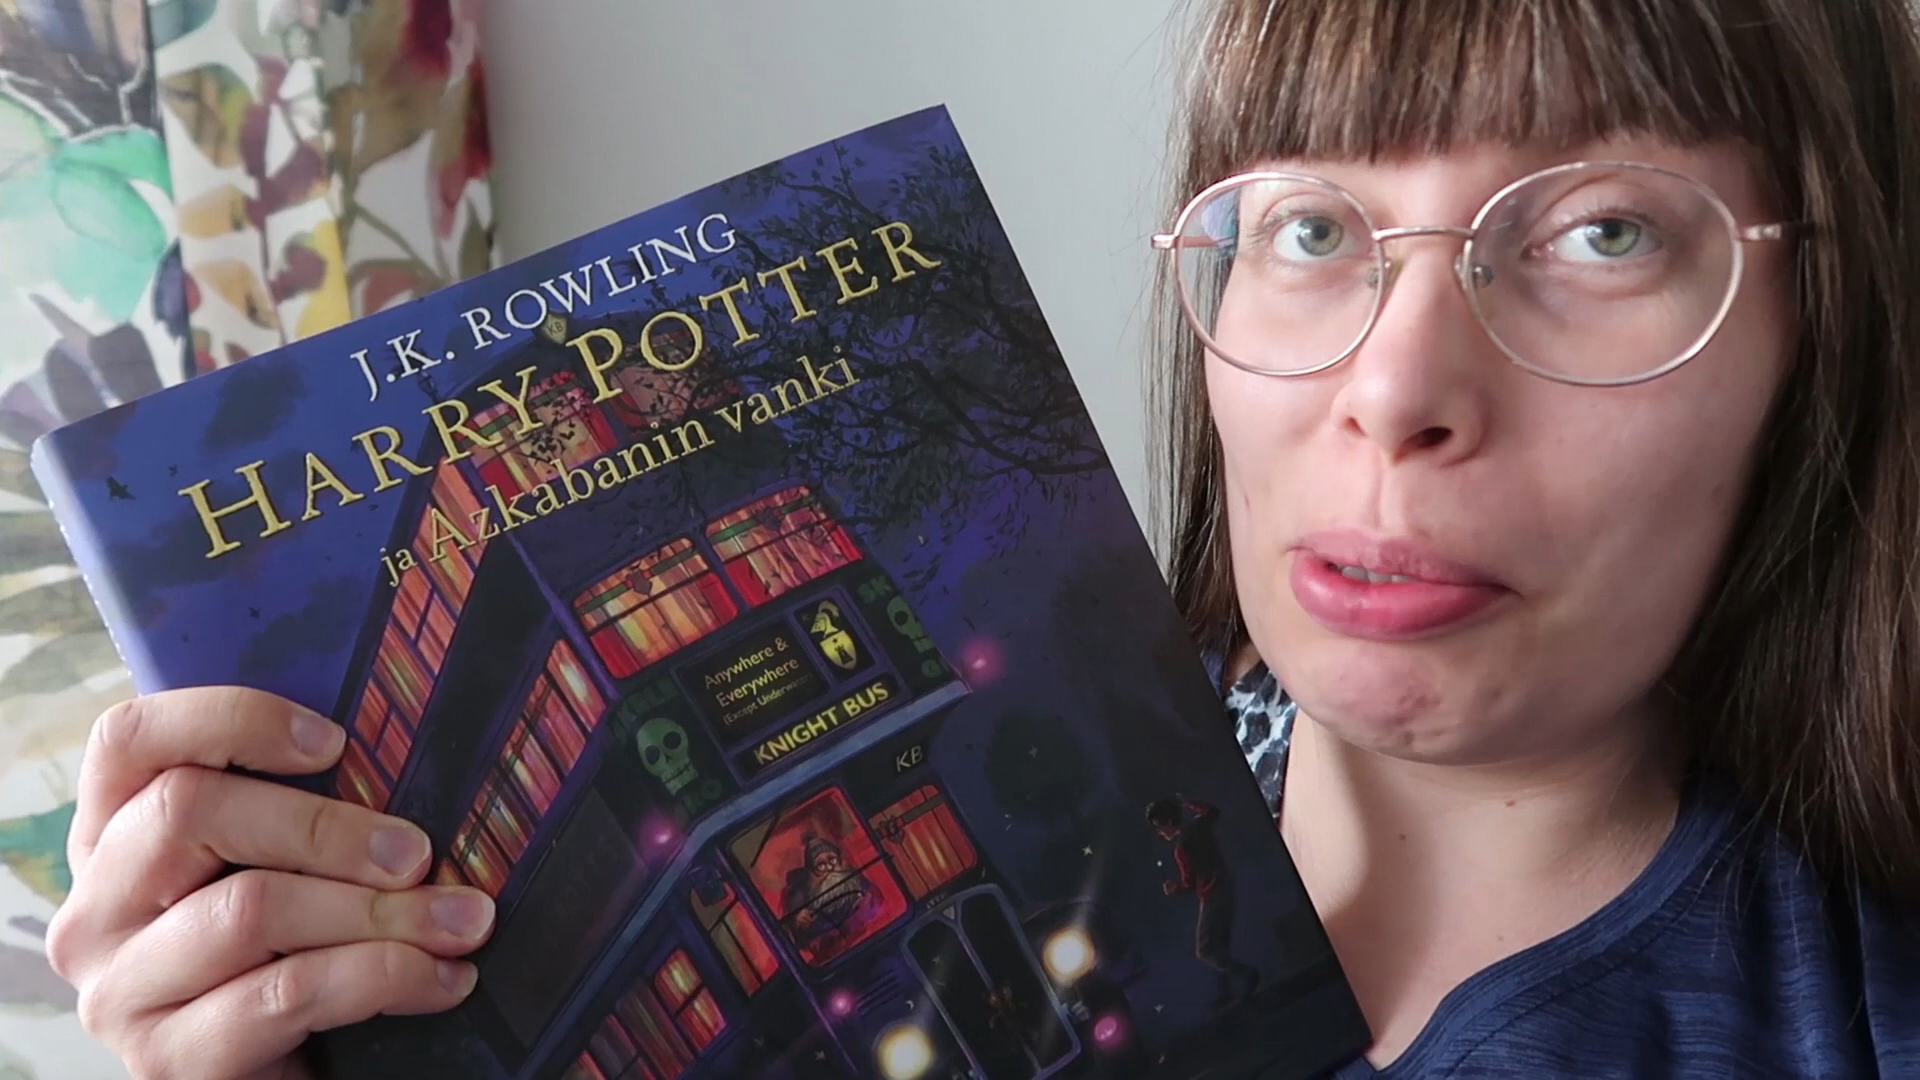 J.K. ROWLING
HARRY POTTER
ja Azkabanin vanki
KB
Anywhere &
Everywhere
(Except Underwater)
KNIGHT BUS
KB